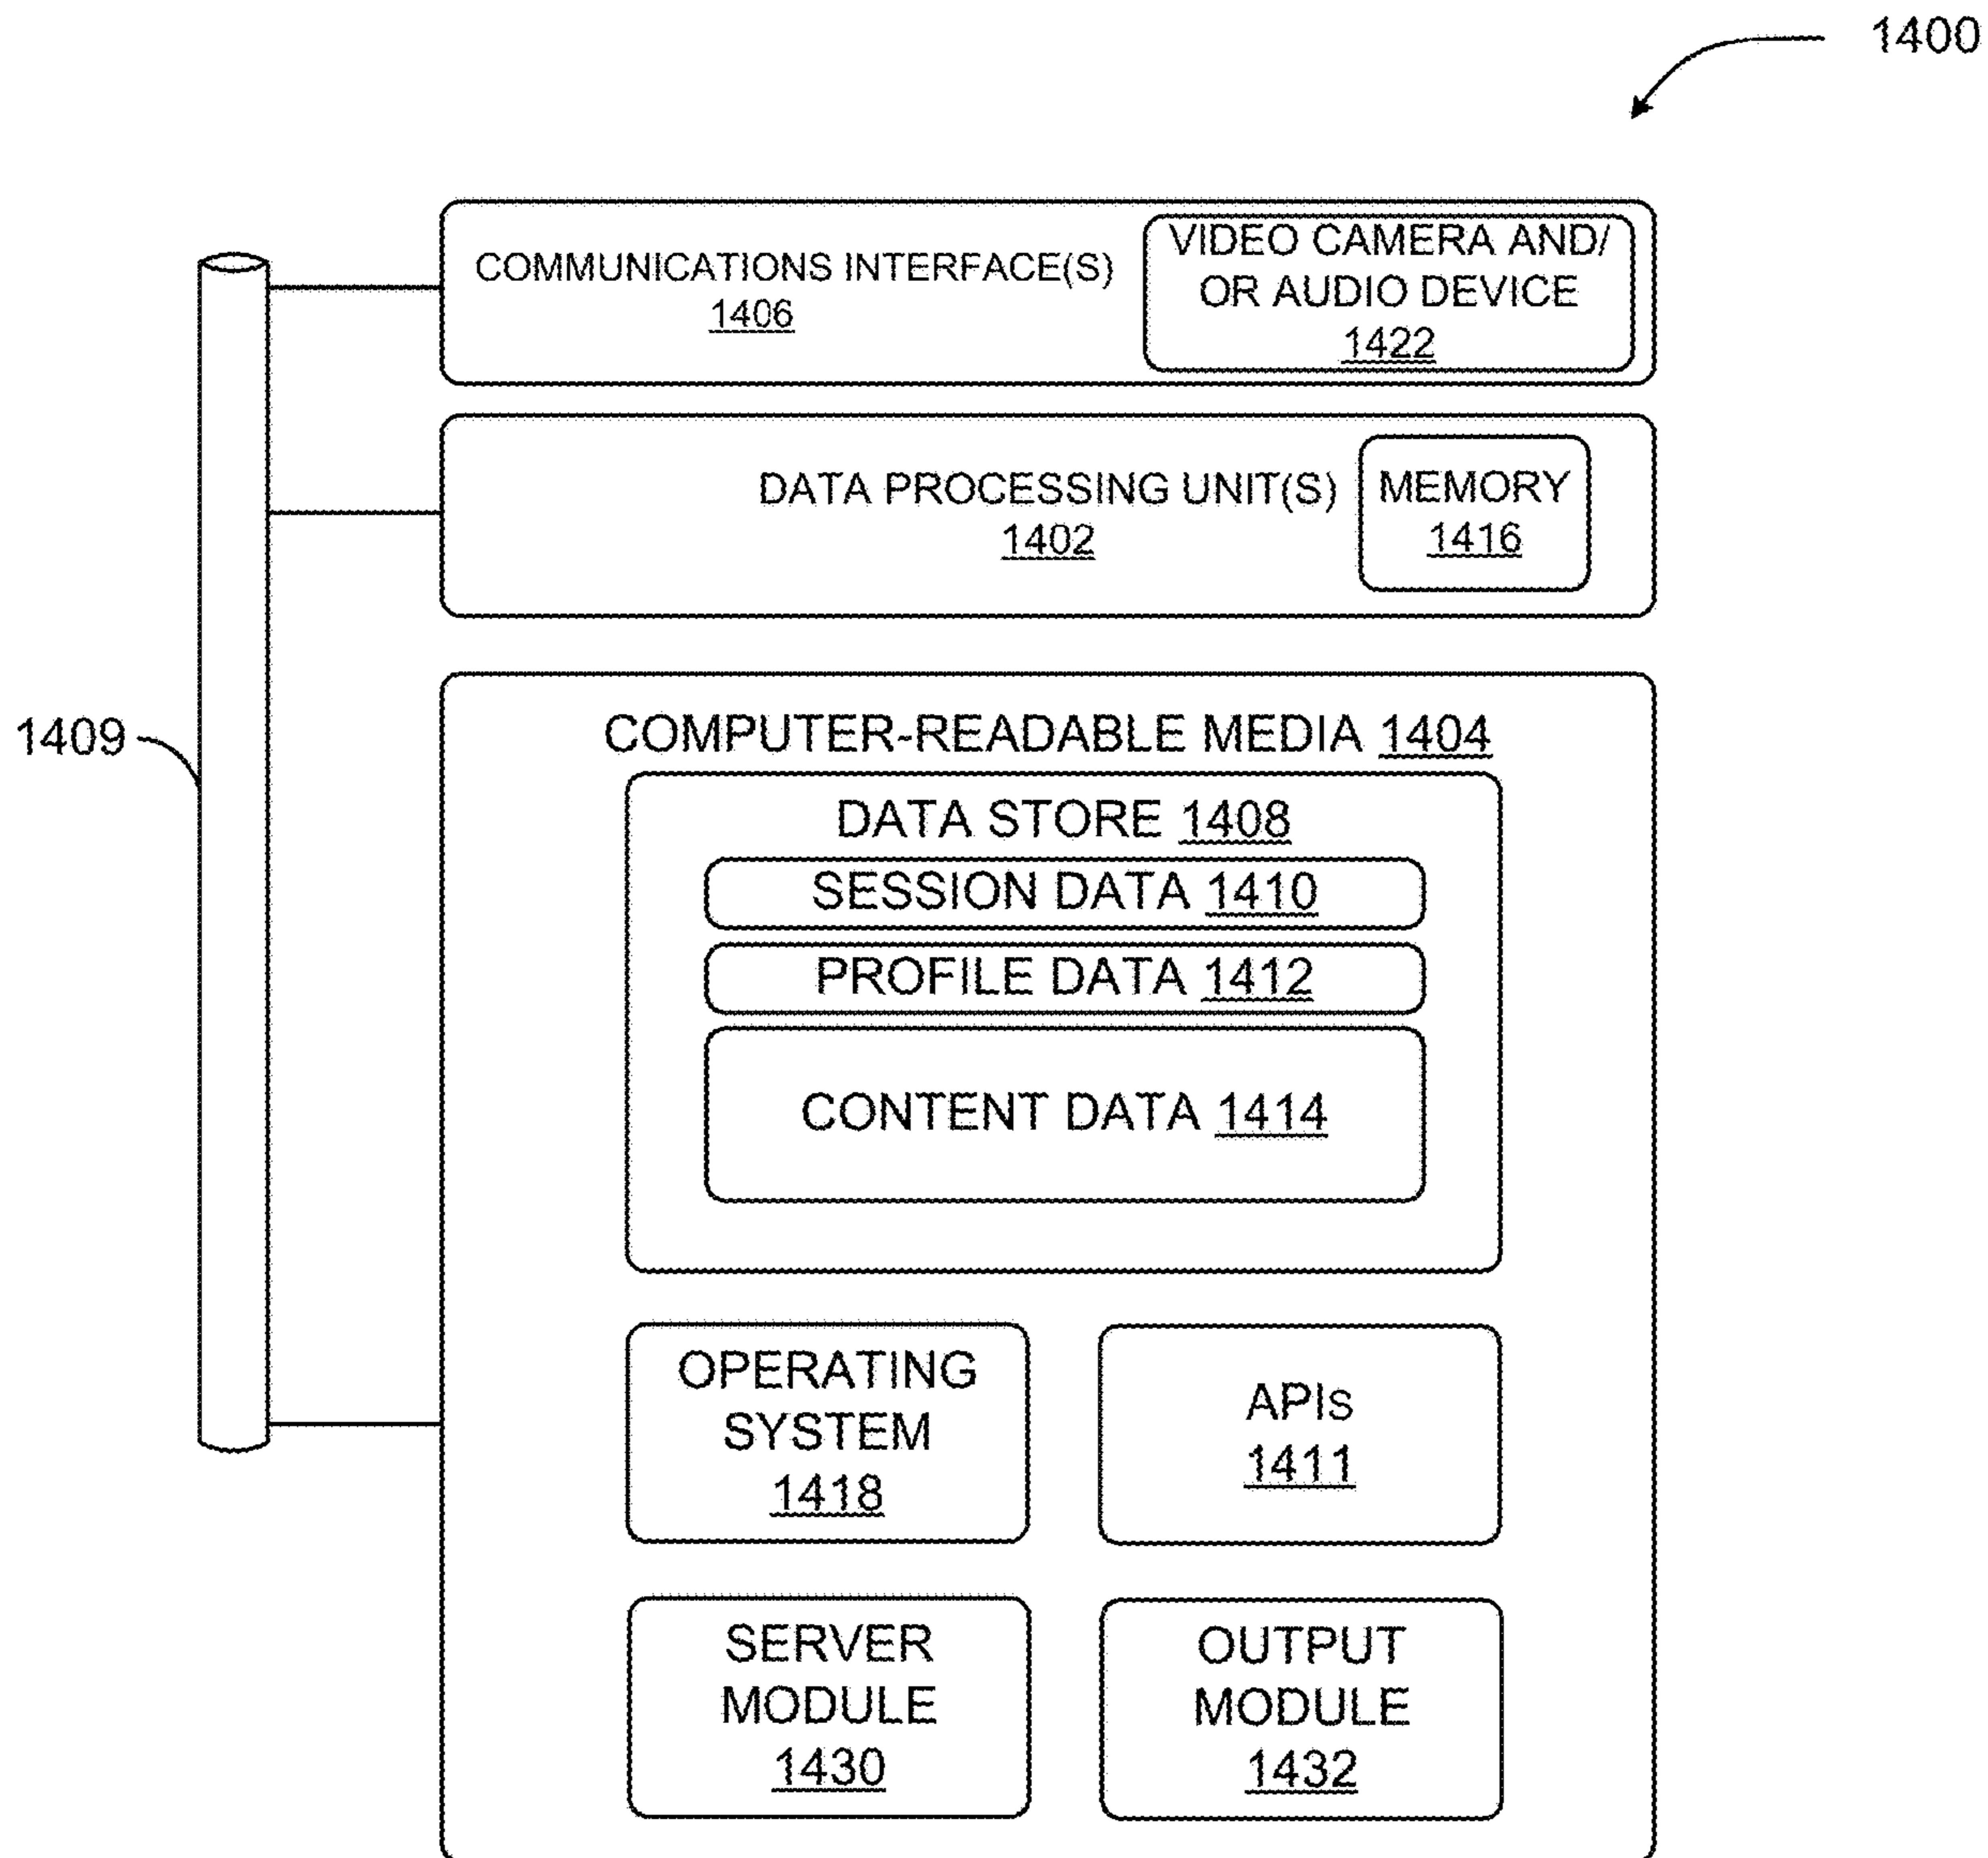 1400
COMMUNICATIONS INTERFACE(S)
1406
VIDEO CAMERA AND/
OR AUDIO DEVICE
1422
DATA PROCESSING UNIT(S)
1402
MEMORY
1416
1409
COMPUTER-READABLE MEDIA 1404
DATA STORE 1408
SESSION DATA 1410
PROFILE DATA 1412
CONTENT DATA 1414
OPERATING
SYSTEM
1418
APIs
1411
SERVER
MODULE
1430
OUTPUT
MODULE
1432